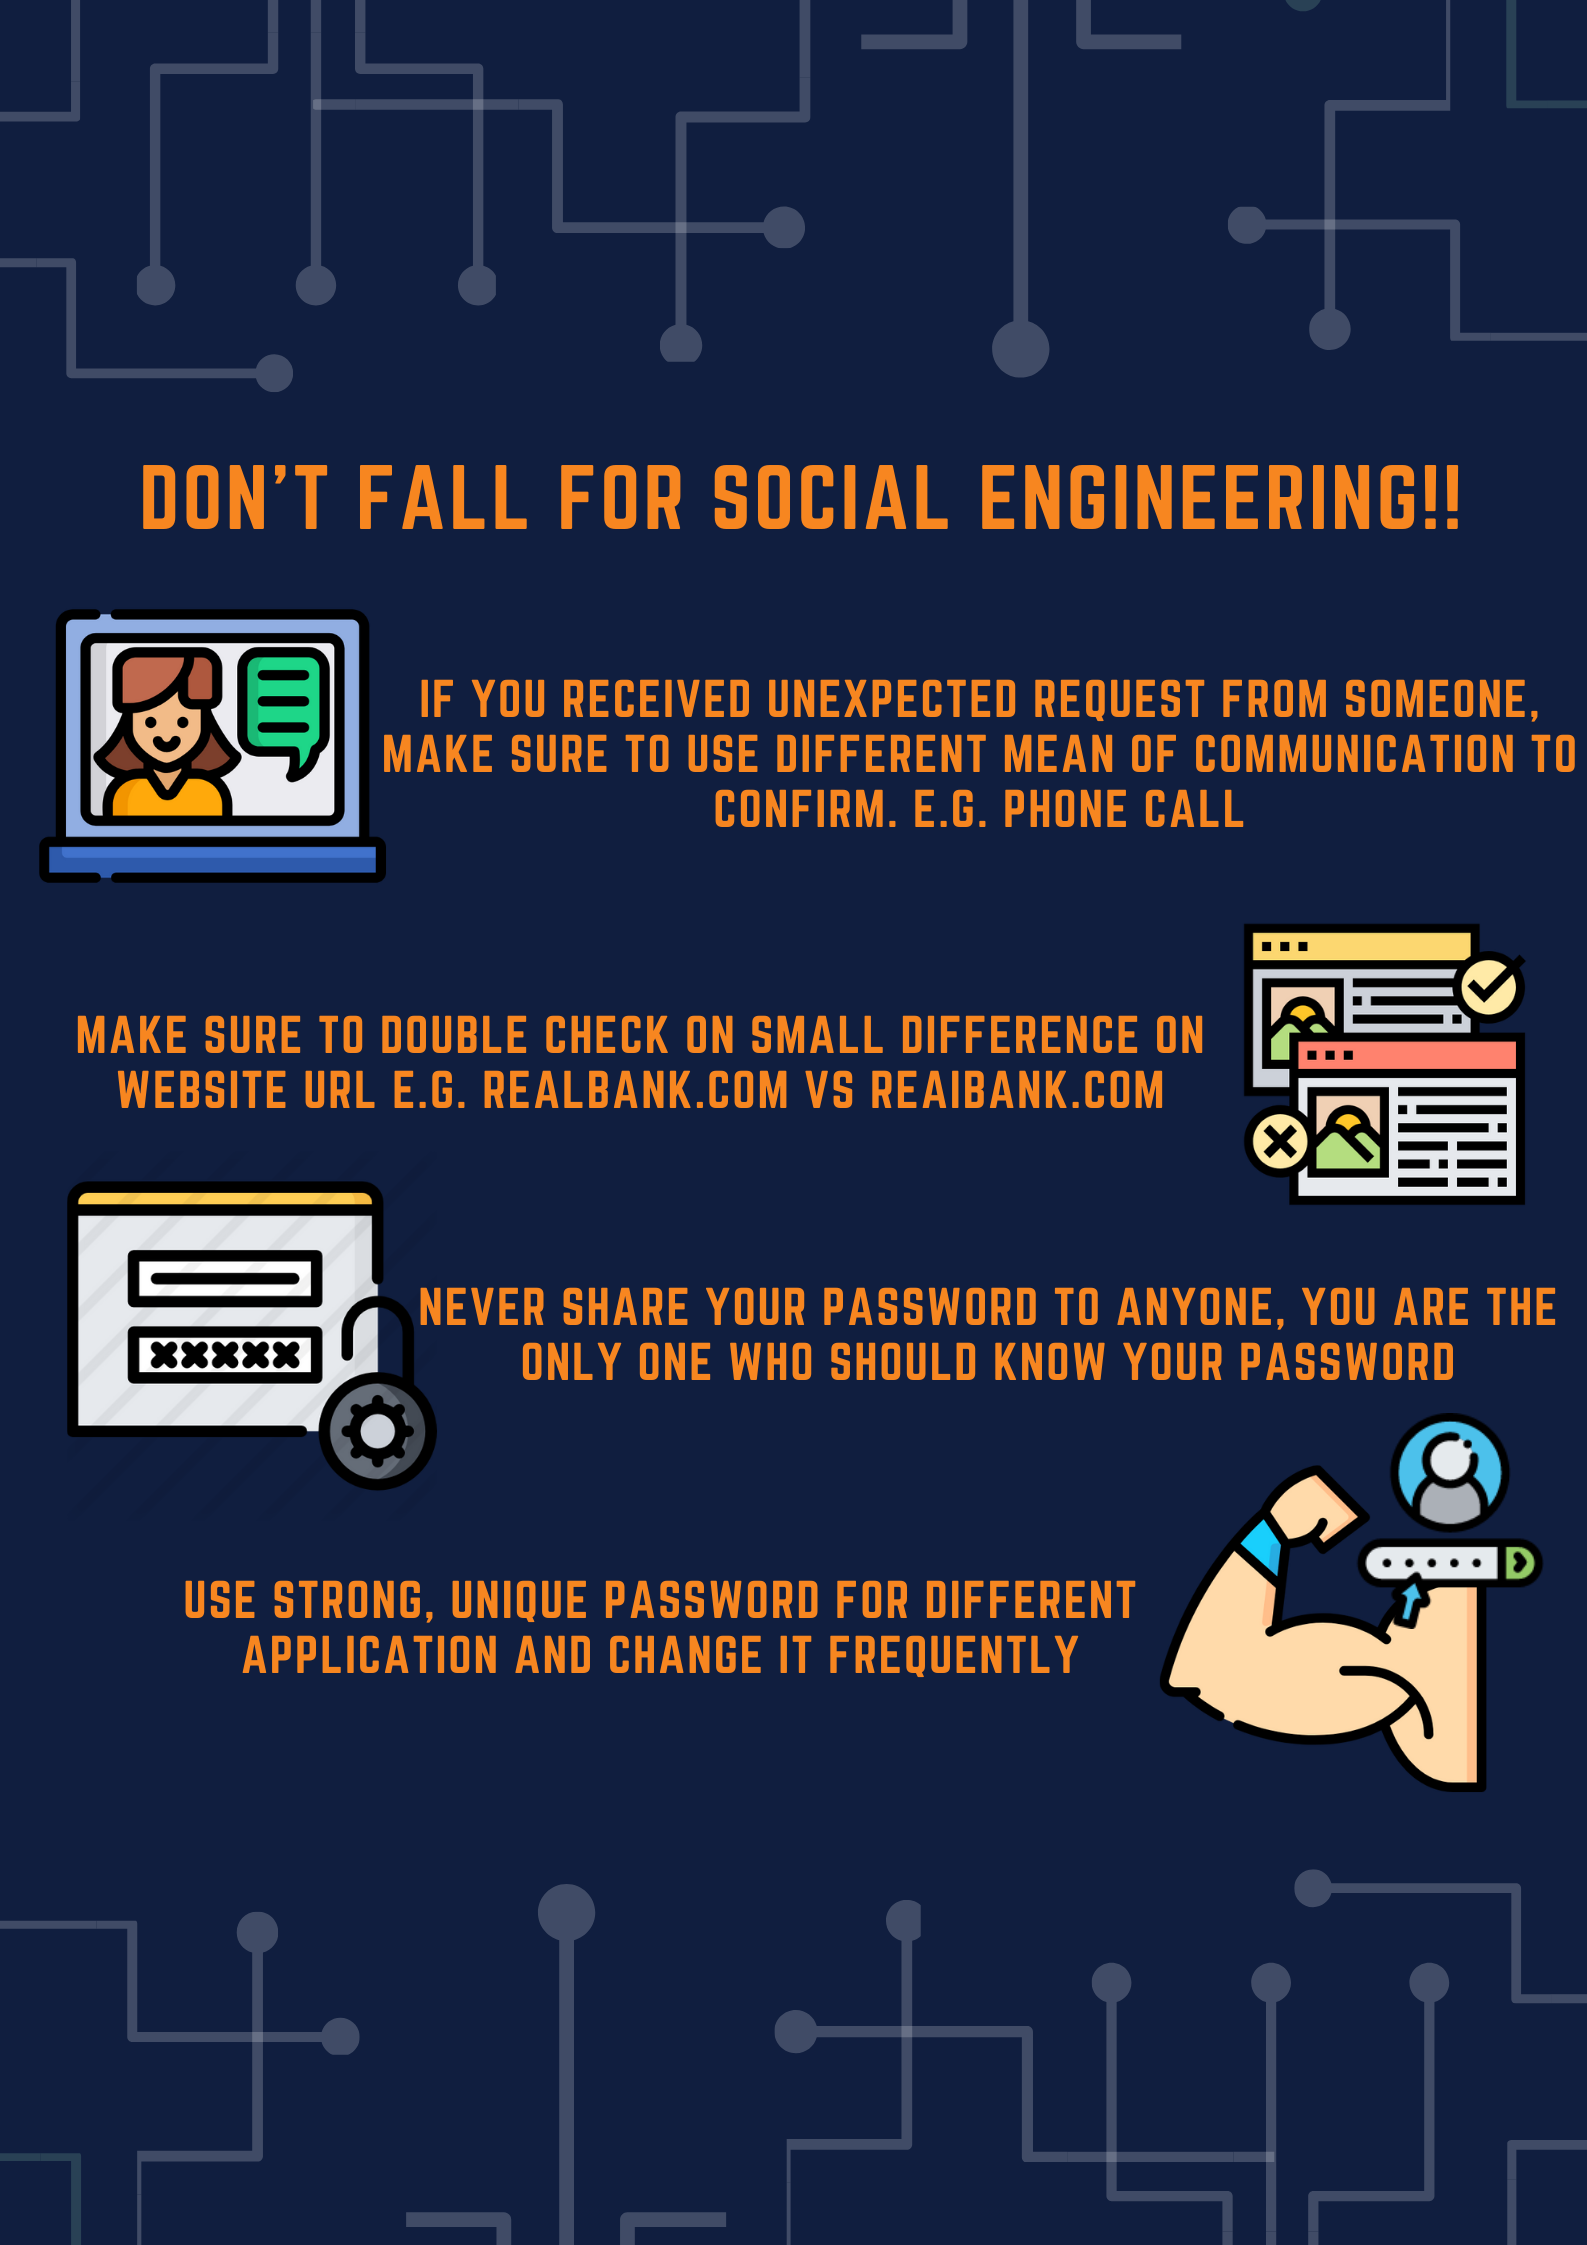 DON'T FALL FOR SOCIAL ENGINEERING!!
IF YOU RECEIVED UNEXPECTED REQUEST FROM SOMEONE,
MAKE SURE TO USE DIFFERENT MEAN OF COMMUNICATION TO
CONFIRM. E.G. PHONE CALL
MAKE SURE TO DOUBLE CHECK ON SMALL DIFFERENCE ON
WEBSITE URL E.G. REALBANK.COM VS REAIBANK.COM
NEVER SHARE YOUR PASSWORD TO ANYONE, YOU ARE THE
ONLY ONE WHO SHOULD KNOW YOUR PASSWORD
USE STRONG, UNIQUE PASSWORD FOR DIFFERENT
APPLICATION AND CHANGE IT FREQUENTLY